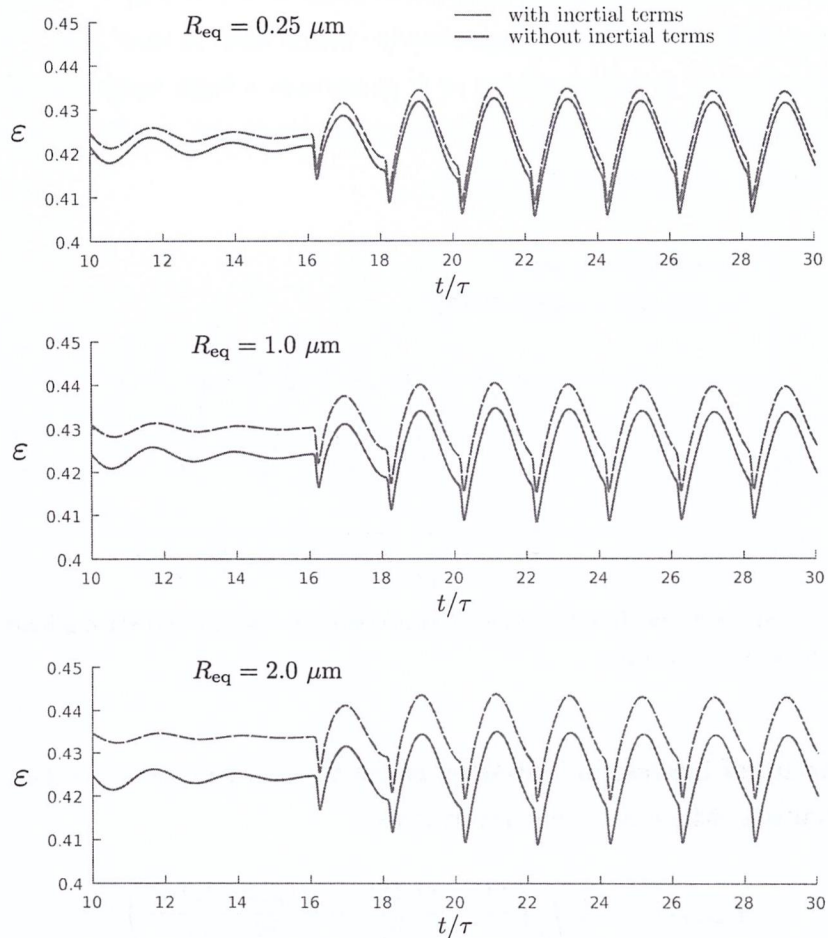 0.45
R_eq = 0.25 μm
with inertial terms
without inertial terms
0.44
0.43
ε
0.42
0.41
0.4
10 12 14 16 18 20 22 24 26 28 30
t/τ
0.45
R_eq = 1.0 μm
0.44
0.43
ε
0.42
0.41
0.4
10 12 14 16 18 20 22 24 26 28 30
t/τ
0.45
R_eq = 2.0 μm
0.44
0.43
ε
0.42
0.41
0.4
10 12 14 16 18 20 22 24 26 28 30
t/τ